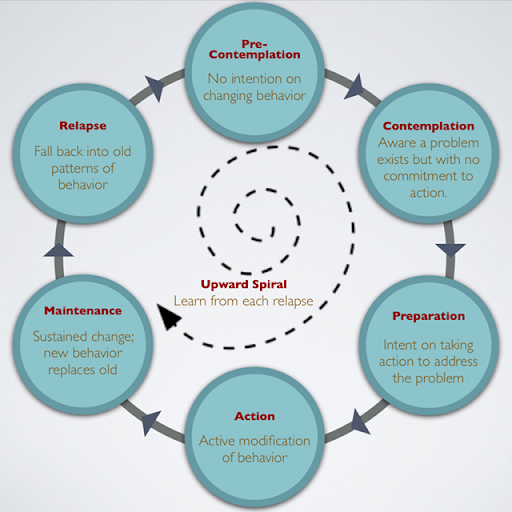 Pre-
Contemplation
No intention on
changing behavior
Contemplation
Aware a problem
exists but with no
commitment to
action.
Preparation
Intent on taking
action to address
the problem
Action
Active modification
of behavior
Maintenance
Sustained change;
new behavior
replaces old
Relapse
Fall back into old
patterns of
behavior
Upward Spiral
Learn from each relapse